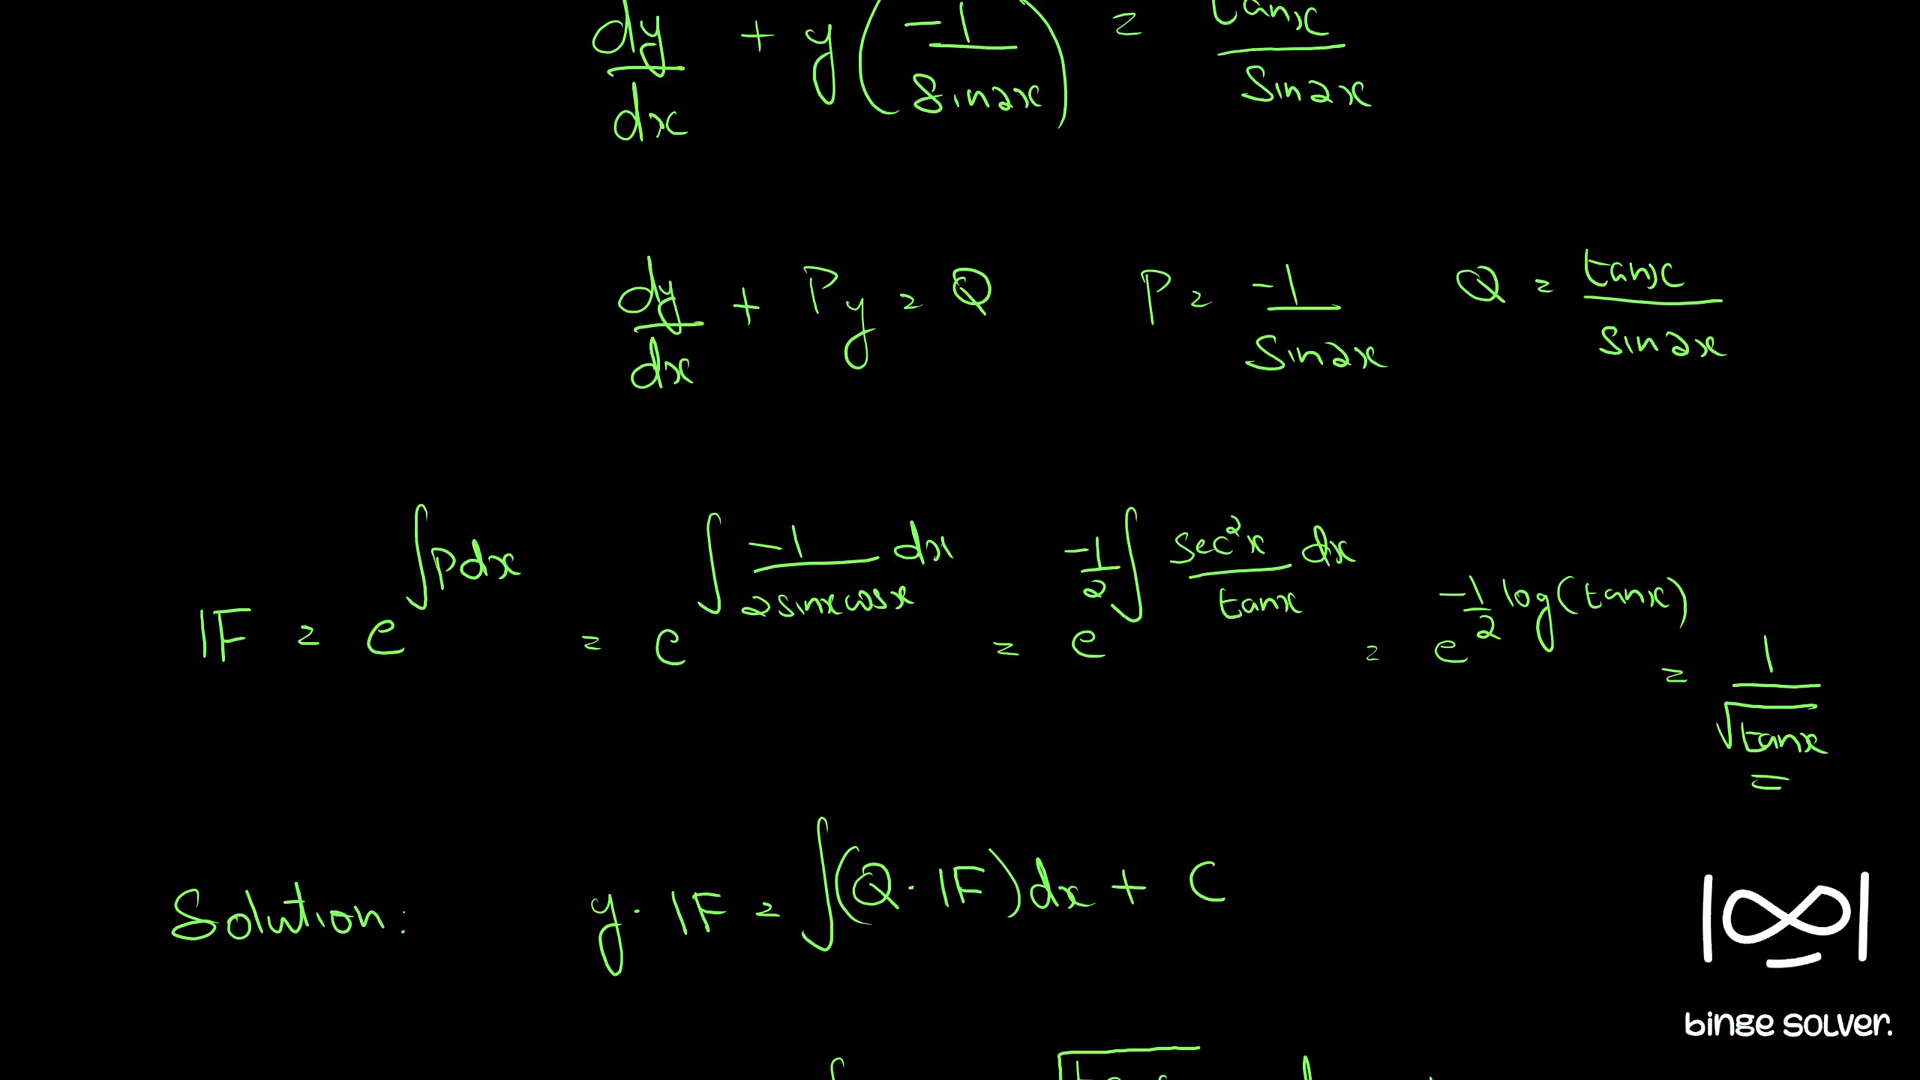 dy/dx + y(-1/sin2x) = tanx/sin2x
dy/dx + Py = Q P = -1/sin2x Q = tanx/sin2x
IF = e^∫Pdx = e^∫ -1/2sinxcosx dx = e^-1/2∫ sec²x/tanx dx = e^-1/2 log(tanx) = 1/√tanx
Solution: y. IF = ∫(Q. IF)dx + C
binge solver.